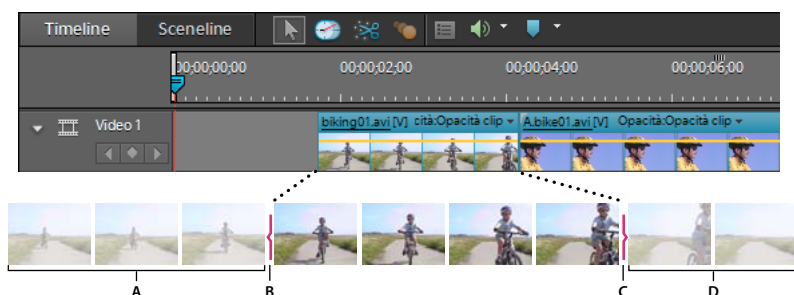 Timeline Sceneline
00;00;00;00 00;00;02;00 00;00;04;00 00;00;06;00
Video 1 biking01.avi [V] cità:Opacità clip A.bike01.avi [V] Opacità:Opacità clip
A B C D